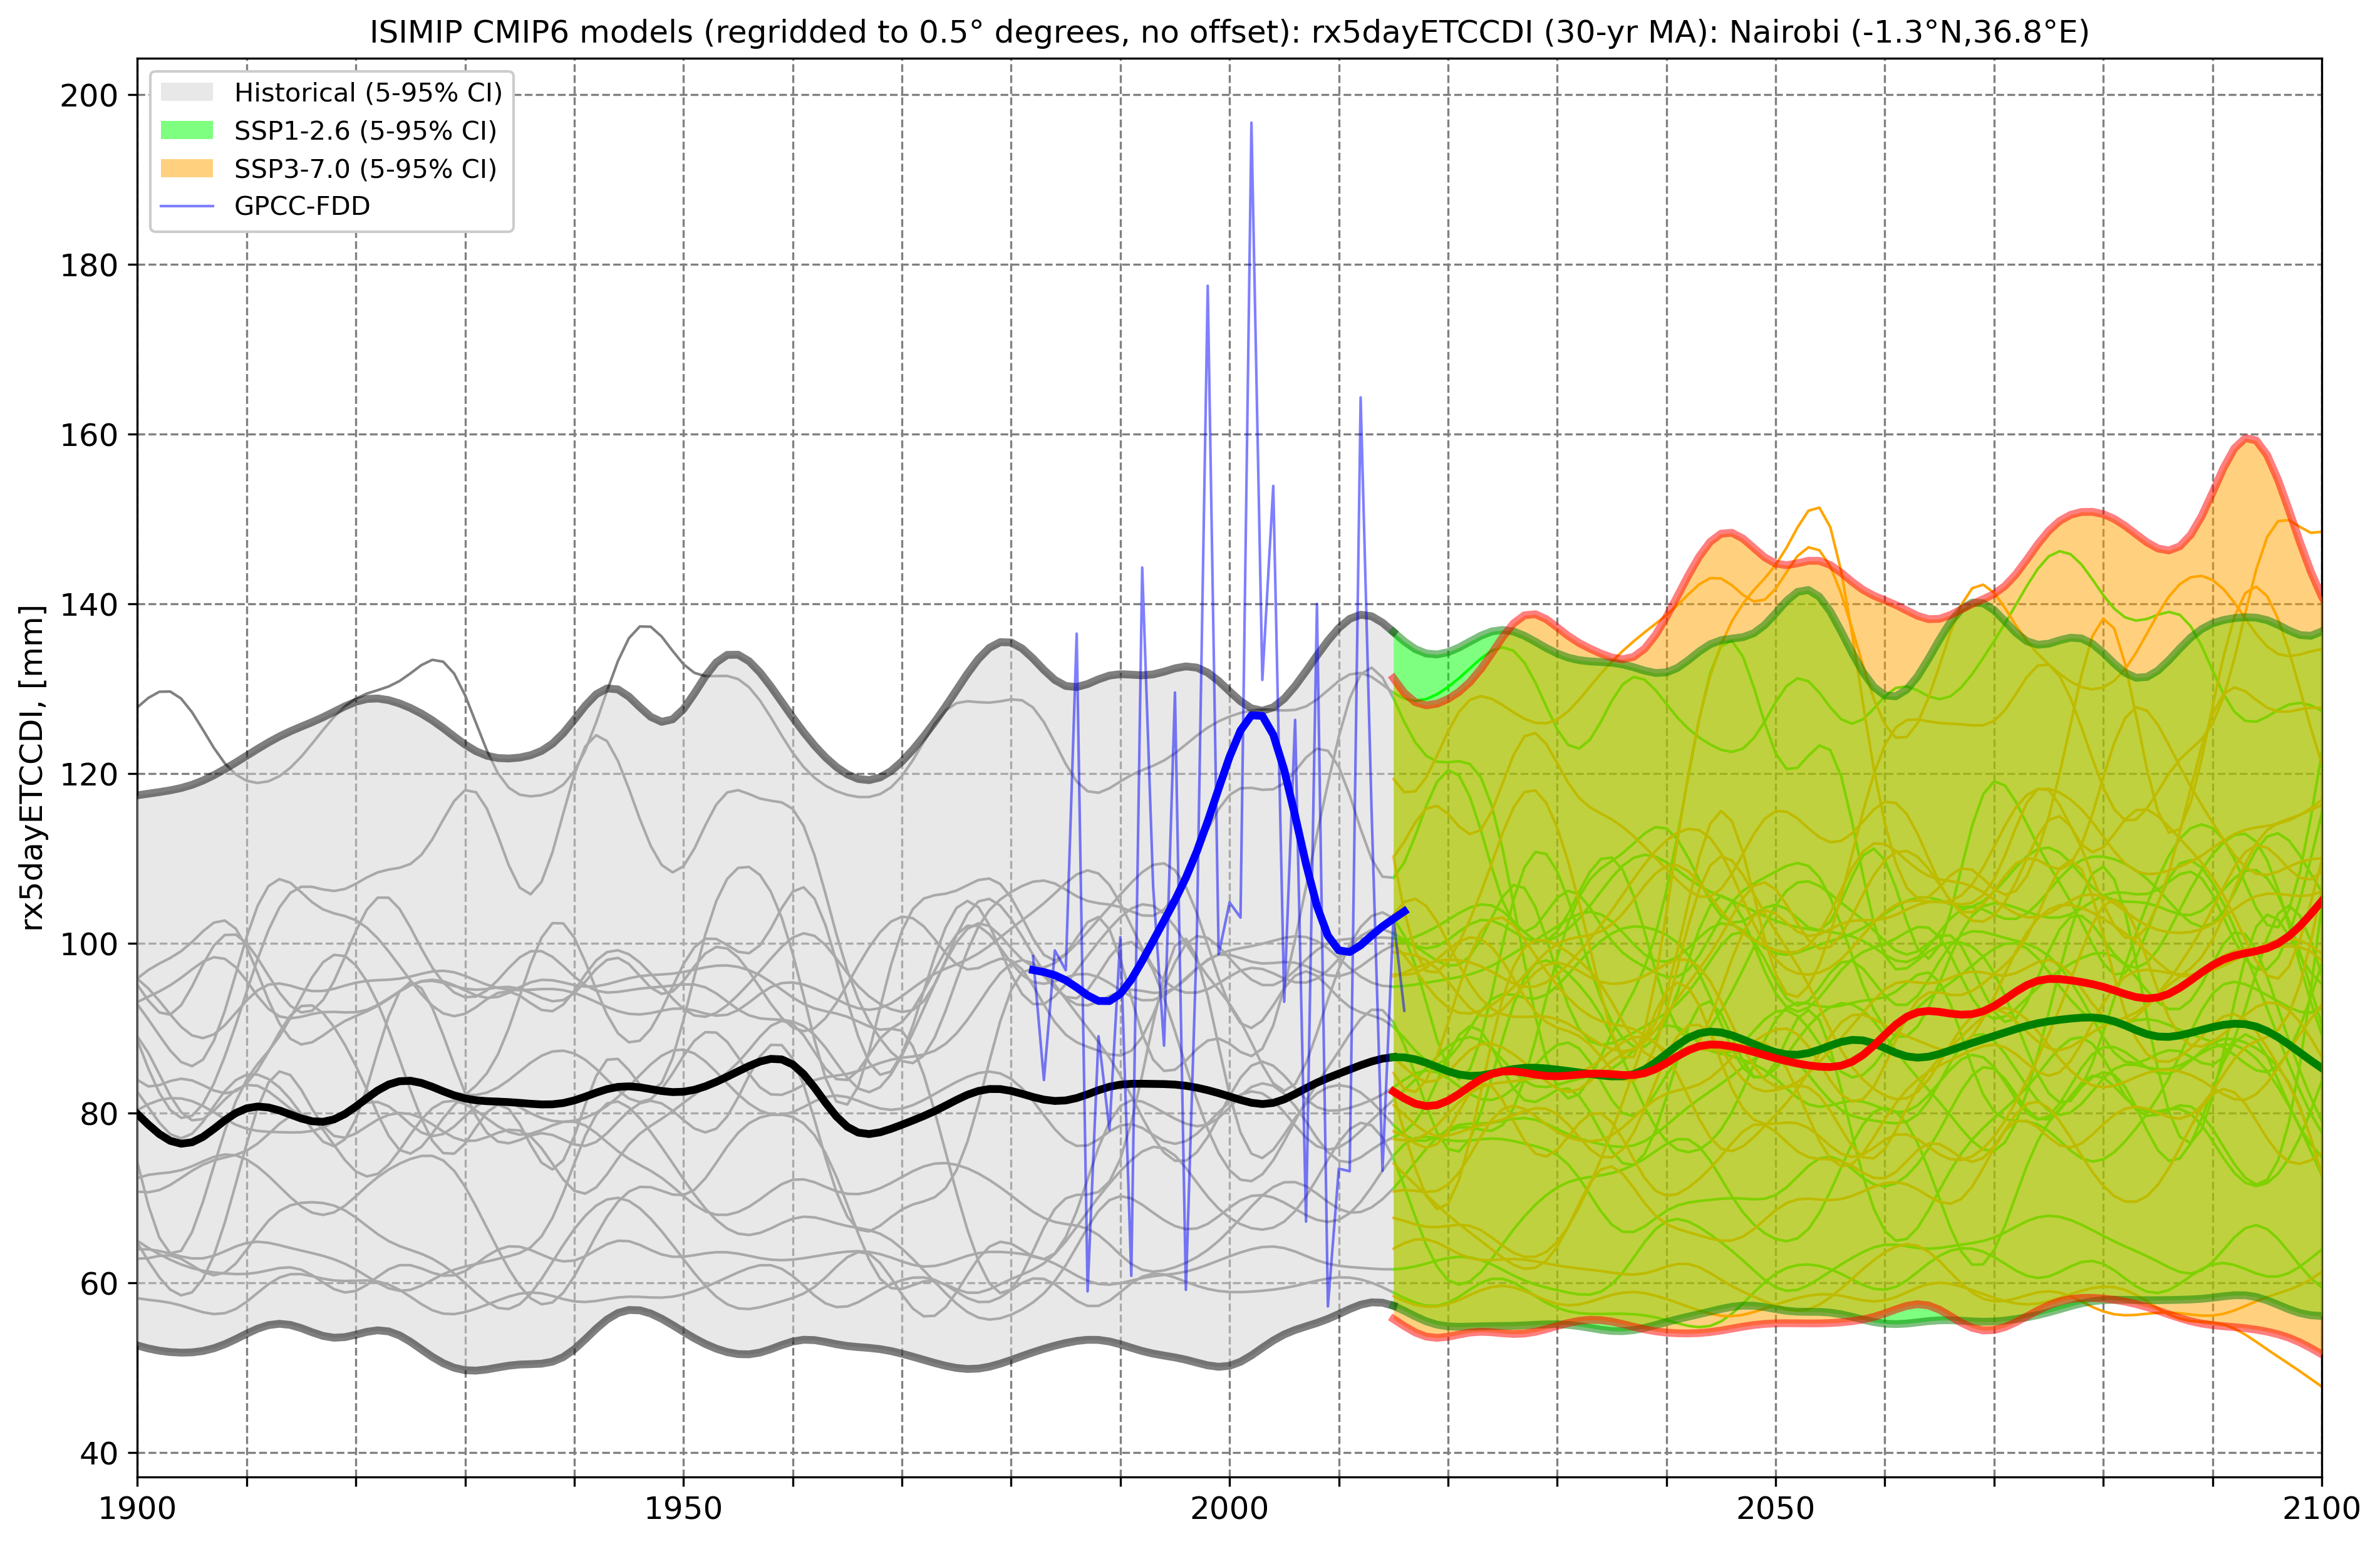 ISIMIP CMIP6 models (regridded to 0.5° degrees, no offset): rx5dayETCCDI (30-yr MA): Nairobi (-1.3°N,36.8°E)
Historical (5-95% CI)
SSP1-2.6 (5-95% CI)
SSP3-7.0 (5-95% CI)
GPCC-FDD
rx5dayETCCDI, [mm]
200
180
160
140
120
100
80
60
40
1900
1950
2000
2050
2100